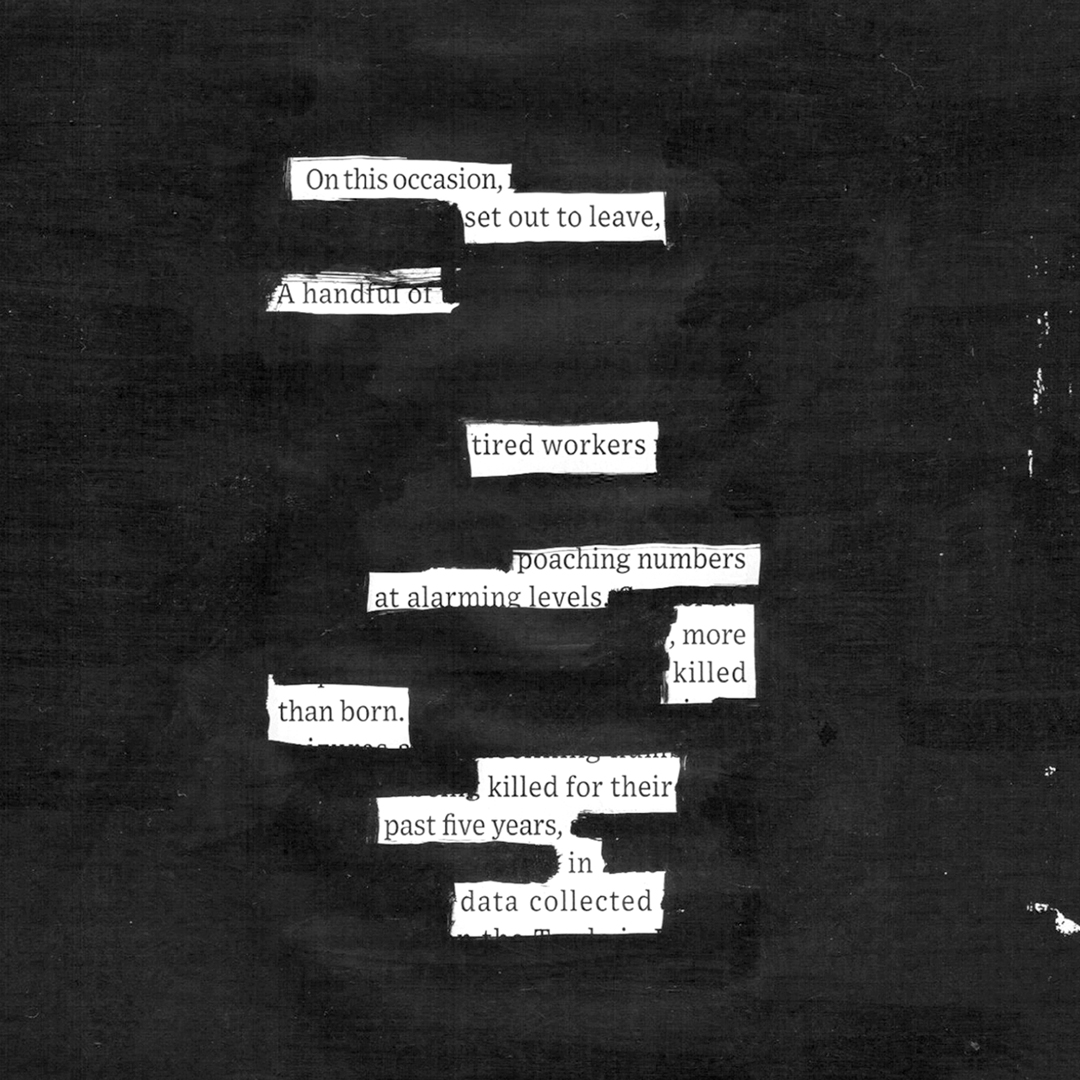 On this occasion,
set out to leave,
A handful of
tired workers
poaching numbers
at alarming levels.
, more
killed
than born.
killed for their
past five years,
in
data collected